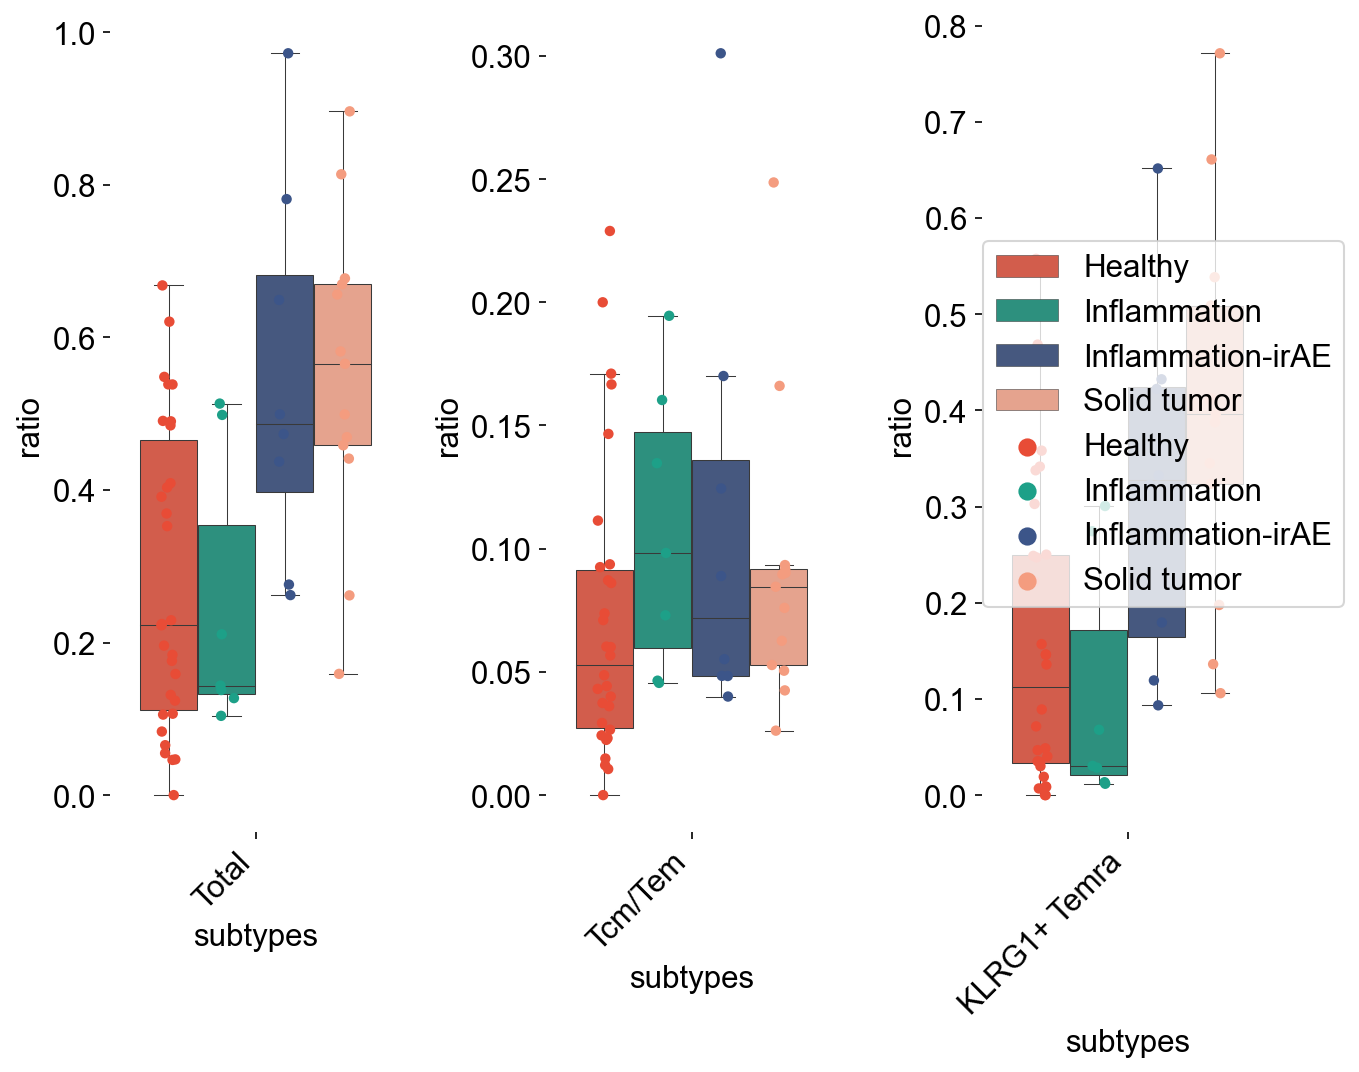 1.0
0.8
0.6
0.4
0.2
0.0
ratio
Total
subtypes
0.30
0.25
0.20
0.15
0.10
0.05
0.00
ratio
Tcm/Tem
subtypes
0.8
0.7
0.6
0.5
0.4
0.3
0.2
0.1
0.0
ratio
KLRG1+ Temra
subtypes
Healthy
Inflammation
Inflammation-irAE
Solid tumor
Healthy
Inflammation
Inflammation-irAE
Solid tumor